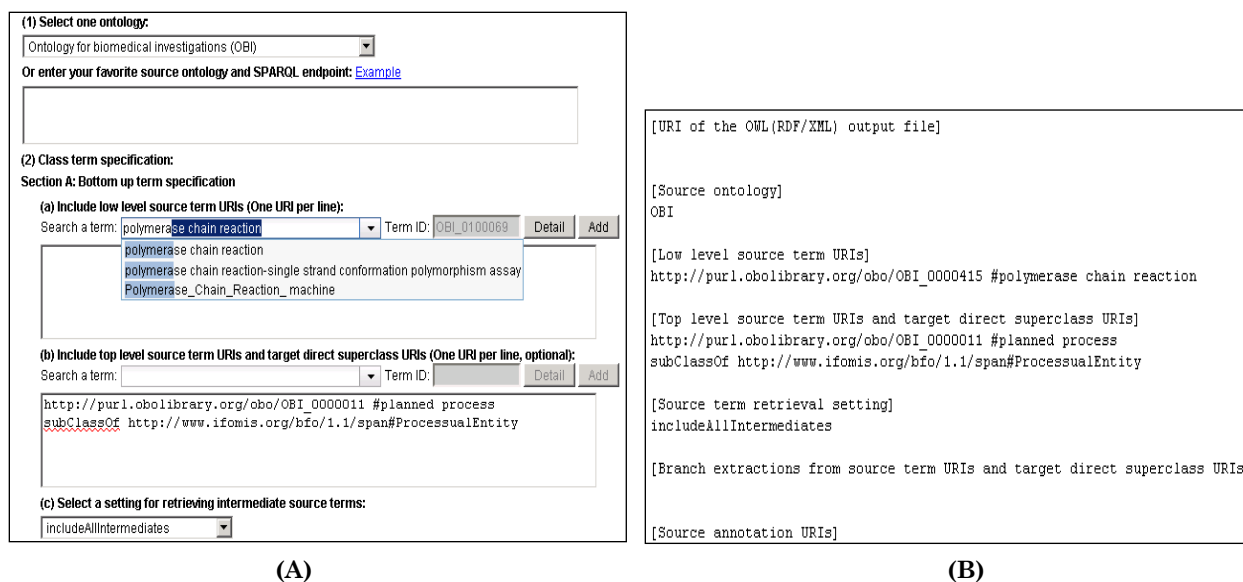 (1) Select one ontology:
Ontology for biomedical investigations (OBI)
Or enter your favorite source ontology and SPARQL endpoint: Example
(2) Class term specification:
Section A: Bottom up term specification
(a) Include low level source term URIs (One URI per line):
Search a term: polymerase chain reaction Term ID: OBI_0100069 Detail Add
polymerase chain reaction
polymerase chain reaction-single strand conformation polymorphism assay
Polymerase_Chain_Reaction_ machine
(b) Include top level source term URIs and target direct superclass URIs (One URI per line, optional):
Search a term: Term ID: Detail Add
http://purl.obolibrary.org/obo/OBI_0000011 #planned process
subClassOf http://www.ifomis.org/bfo/1.1/span#ProcessualEntity
(c) Select a setting for retrieving intermediate source terms:
includeAllIntermediates
(A)
[URI of the OWL(RDF/XML) output file]
[Source ontology]
OBI
[Low level source term URIs]
http://purl.obolibrary.org/obo/OBI_0000415 #polymerase chain reaction
[Top level source term URIs and target direct superclass URIs]
http://purl.obolibrary.org/obo/OBI_0000011 #planned process
subClassOf http://www.ifomis.org/bfo/1.1/span#ProcessualEntity
[Source term retrieval setting]
includeAllIntermediates
[Branch extractions from source term URIs and target direct superclass URIs
[Source annotation URIs]
(B)